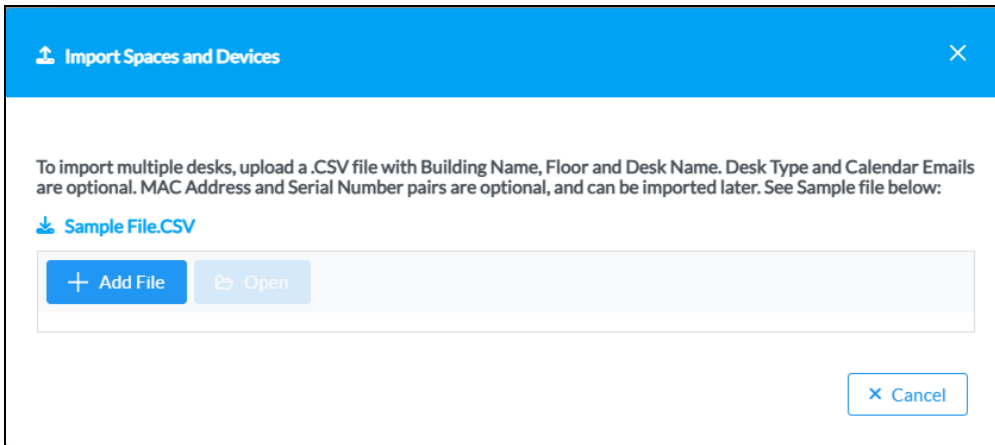 Import Spaces and Devices
To import multiple desks, upload a .CSV file with Building Name, Floor and Desk Name. Desk Type and Calendar Emails
are optional. MAC Address and Serial Number pairs are optional, and can be imported later. See Sample file below:
Sample File.CSV
Add File Open
Cancel